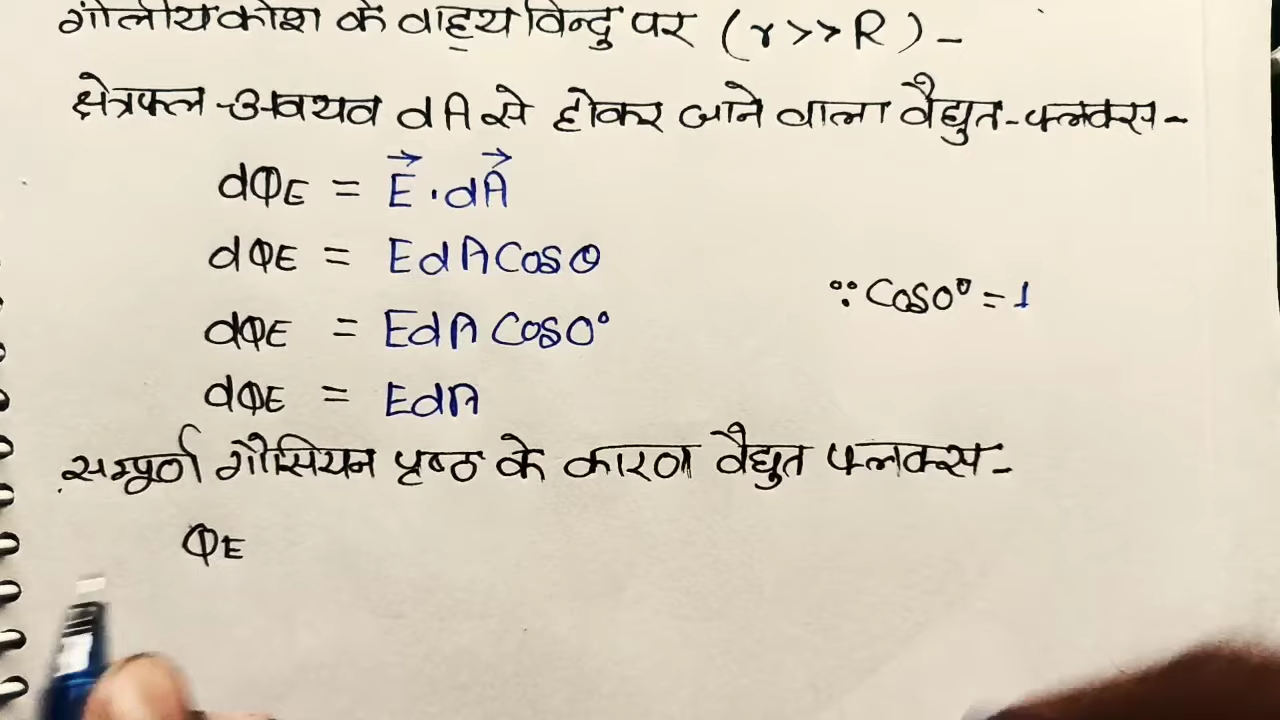 गोलीयकोश के वाह्य विन्दु पर (r>>R) -
क्षेत्रफल-अवयव dA से होकर जाने वाला वैद्युत-फ्लक्स-
dΦE = E⃗ · dA⃗
dΦE = EdA Cosθ
∵ Cos0° = 1
dΦE = EdA Cos0°
dΦE = EdA
सम्पूर्ण गौसियन पृष्ठ के कारण वैद्युत फ्लक्स-
ΦE